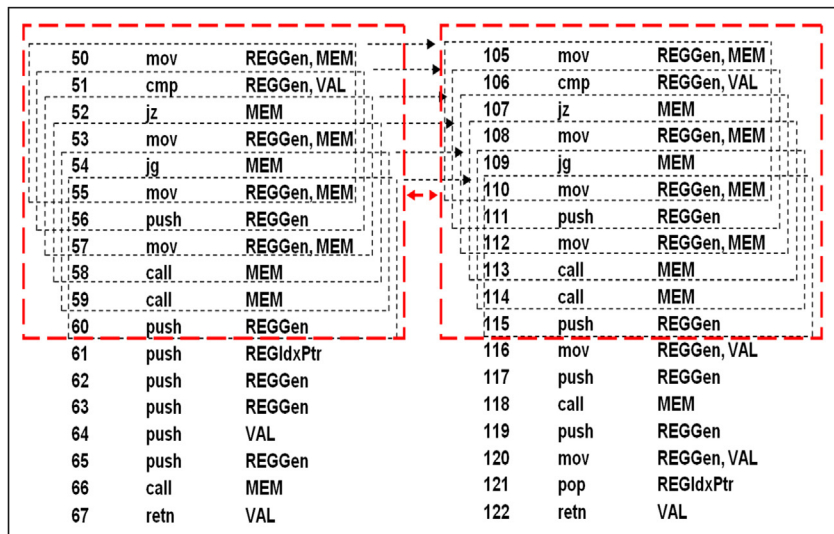 50 mov REGGen, MEM
51 cmp REGGen, VAL
52 jz MEM
53 mov REGGen, MEM
54 jg MEM
55 mov REGGen, MEM
56 push REGGen
57 mov REGGen, MEM
58 call MEM
59 call MEM
60 push REGGen
61 push REGIdxPtr
62 push REGGen
63 push REGGen
64 push VAL
65 push REGGen
66 call MEM
67 retn VAL
105 mov REGGen, MEM
106 cmp REGGen, VAL
107 jz MEM
108 mov REGGen, MEM
109 jg MEM
110 mov REGGen, MEM
111 push REGGen
112 mov REGGen, MEM
113 call MEM
114 call MEM
115 push REGGen
116 mov REGGen, VAL
117 push REGGen
118 call MEM
119 push REGGen
120 mov REGGen, VAL
121 pop REGIdxPtr
122 retn VAL